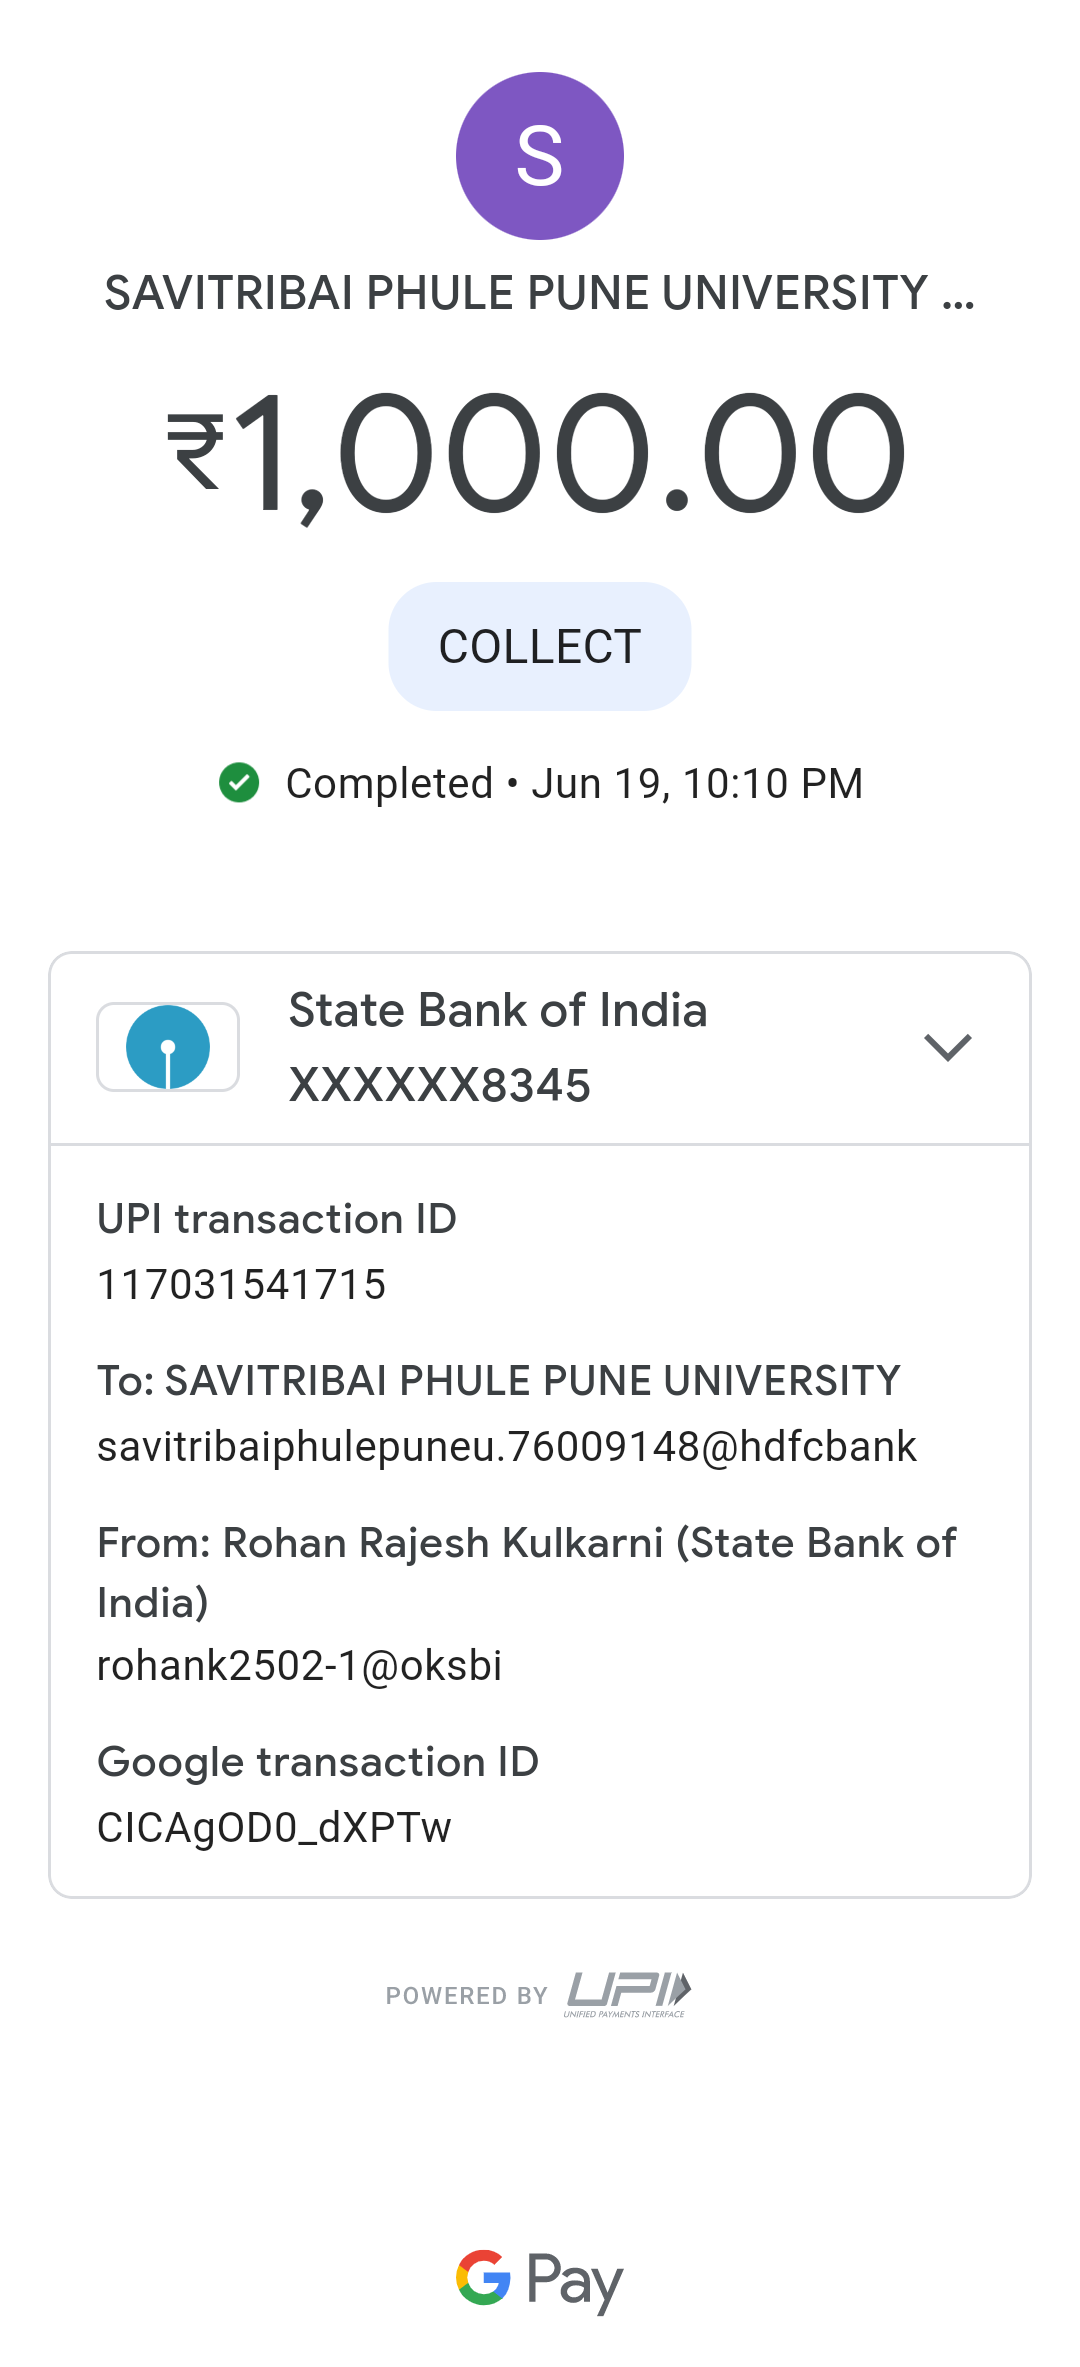 S
SAVITRIBAI PHULE PUNE UNIVERSITY ...
₹1,000.00
COLLECT
Completed • Jun 19, 10:10 PM
State Bank of India
XXXXXX8345
UPI transaction ID
117031541715
To: SAVITRIBAI PHULE PUNE UNIVERSITY
savitribaiphulepuneu.76009148@hdfcbank
From: Rohan Rajesh Kulkarni (State Bank of
India)
rohank2502-1@oksbi
Google transaction ID
CICAgOD0_dXPTw
POWERED BY UPI
UNIFIED PAYMENTS INTERFACE
G Pay